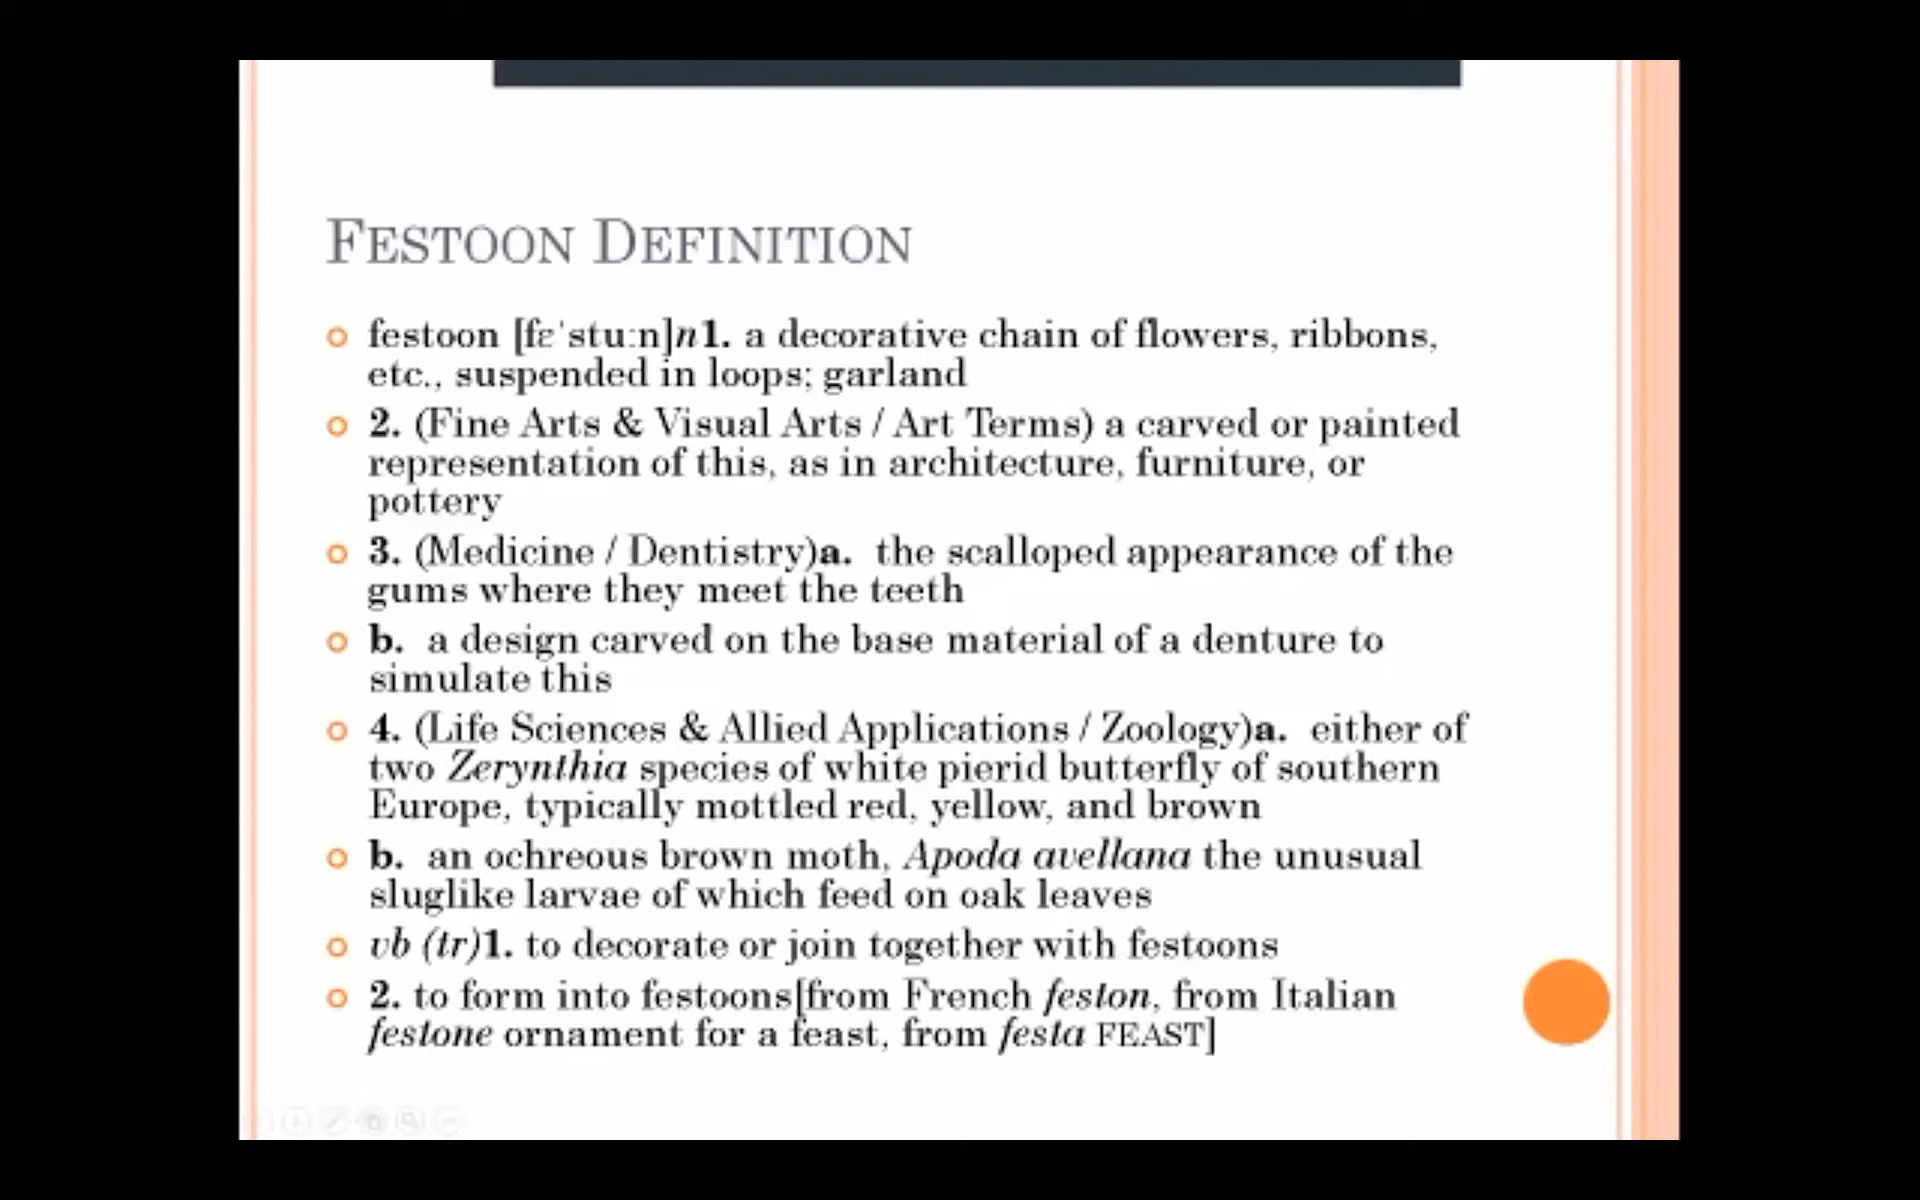 FESTOON DEFINITION
festoon [fɛˈstuːn]n1. a decorative chain of flowers, ribbons,
etc., suspended in loops; garland
2. (Fine Arts & Visual Arts / Art Terms) a carved or painted
representation of this, as in architecture, furniture, or
pottery
3. (Medicine / Dentistry)a. the scalloped appearance of the
gums where they meet the teeth
b. a design carved on the base material of a denture to
simulate this
4. (Life Sciences & Allied Applications / Zoology)a. either of
two Zerynthia species of white pierid butterfly of southern
Europe, typically mottled red, yellow, and brown
b. an ochreous brown moth, Apoda avellana the unusual
sluglike larvae of which feed on oak leaves
vb (tr)1. to decorate or join together with festoons
2. to form into festoons[from French feston, from Italian
festone ornament for a feast, from festa FEAST]